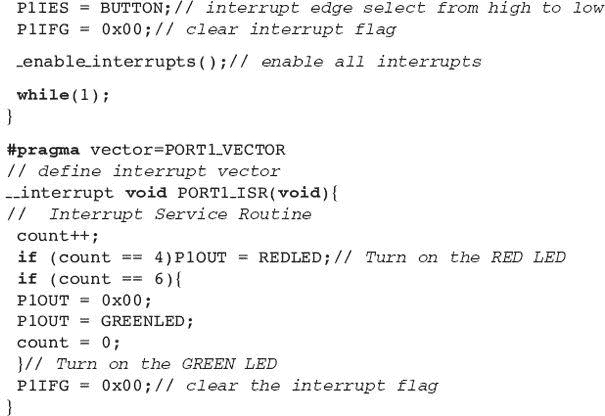 P1IES = BUTTON;// interrupt edge select from high to low
P1IFG = 0x00;// clear interrupt flag
_enable_interrupts();// enable all interrupts
while(1);
}
#pragma vector=PORT1_VECTOR
// define interrupt vector
__interrupt void PORT1_ISR(void){
// Interrupt Service Routine
count++;
if (count == 4)P1OUT = REDLED;// Turn on the RED LED
if (count == 6){
P1OUT = 0x00;
P1OUT = GREENLED;
count = 0;
}// Turn on the GREEN LED
P1IFG = 0x00;// clear the interrupt flag
}